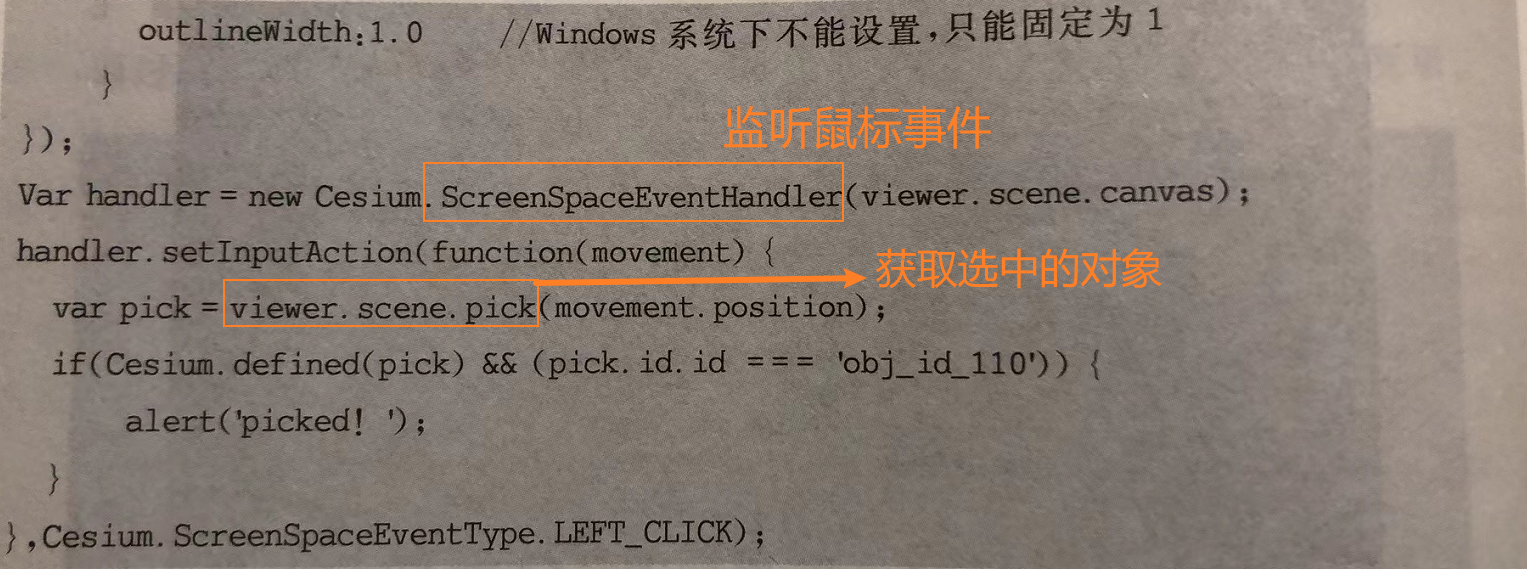 outlineWidth:1.0 //Windows 系统下不能设置,只能固定为 1
}
});
监听鼠标事件
Var handler = new Cesium.ScreenSpaceEventHandler(viewer.scene.canvas);
handler.setInputAction(function(movement) {
获取选中的对象
var pick = viewer.scene.pick(movement.position);
if(Cesium.defined(pick) && (pick.id.id === 'obj_id_110')) {
alert('picked! ');
}
},Cesium.ScreenSpaceEventType.LEFT_CLICK);